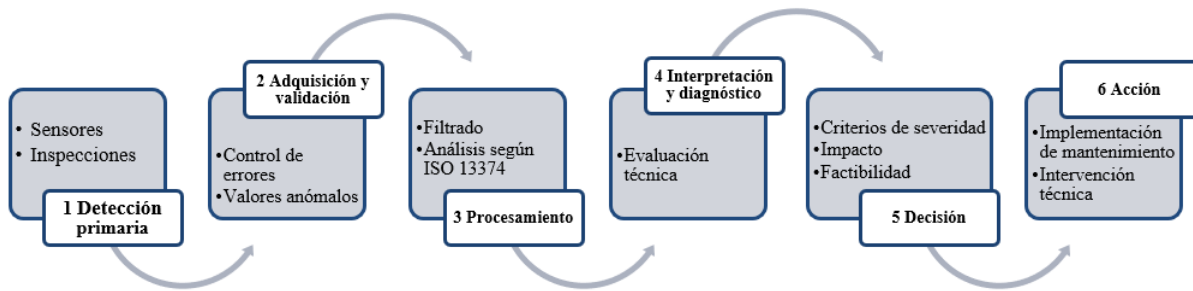 • Sensores
• Inspecciones
1 Detección
primaria
2 Adquisición y
validación
•Control de
errores
•Valores anómalos
•Filtrado
•Análisis según
ISO 13374
3 Procesamiento
4 Interpretación
y diagnóstico
•Evaluación
técnica
•Criterios de severidad
•Impacto
•Factibilidad
5 Decisión
6 Acción
•Implementación
de mantenimiento
•Intervención
técnica